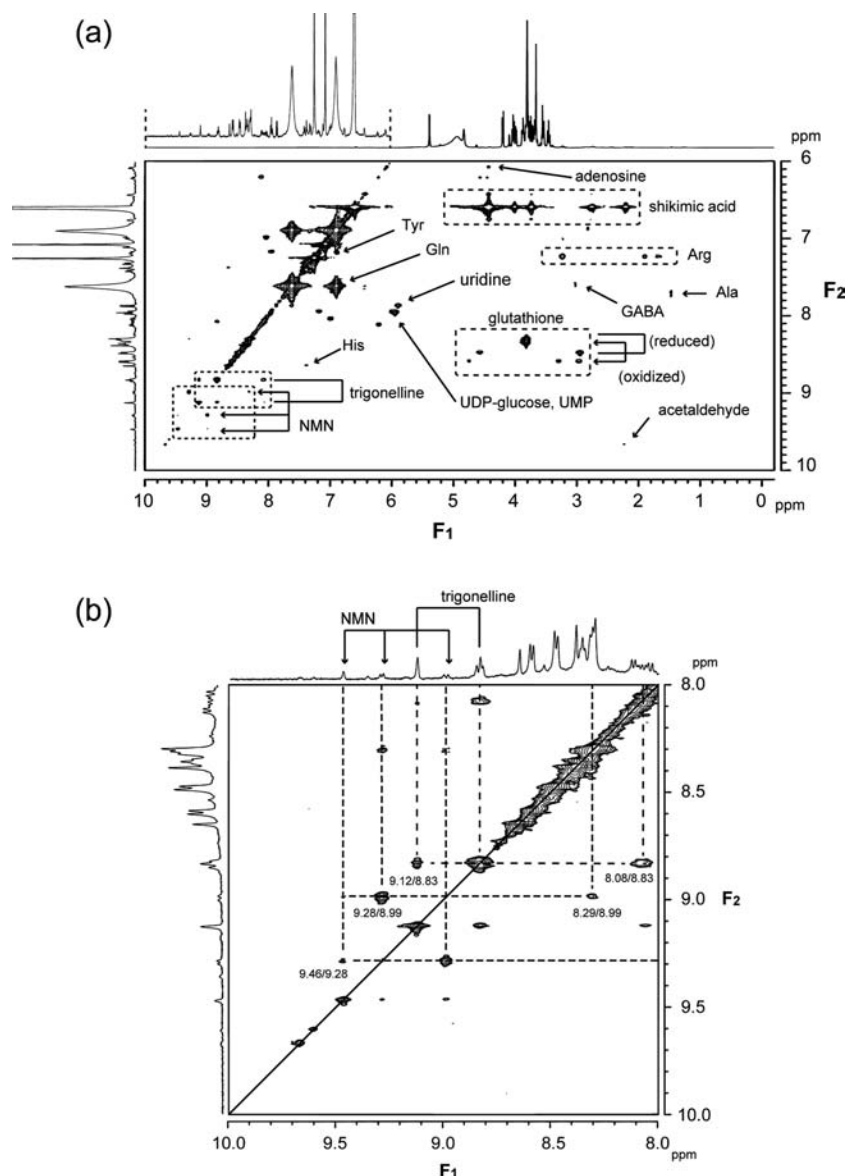 (a)
ppm
6
7
8
9
10
F2
adenosine
shikimic acid
Tyr
Arg
Gln
uridine
GABA
Ala
glutathione
(reduced)
(oxidized)
His
UDP-glucose, UMP
trigonelline
acetaldehyde
NMN
10 9 8 7 6 5 4 3 2 1 0 ppm
F1
(b)
trigonelline
NMN
ppm
8.0
8.5
9.0
9.5
10.0
F2
9.12/8.83
8.08/8.83
9.28/8.99
8.29/8.99
9.46/9.28
10.0 9.5 9.0 8.5 8.0
ppm
F1